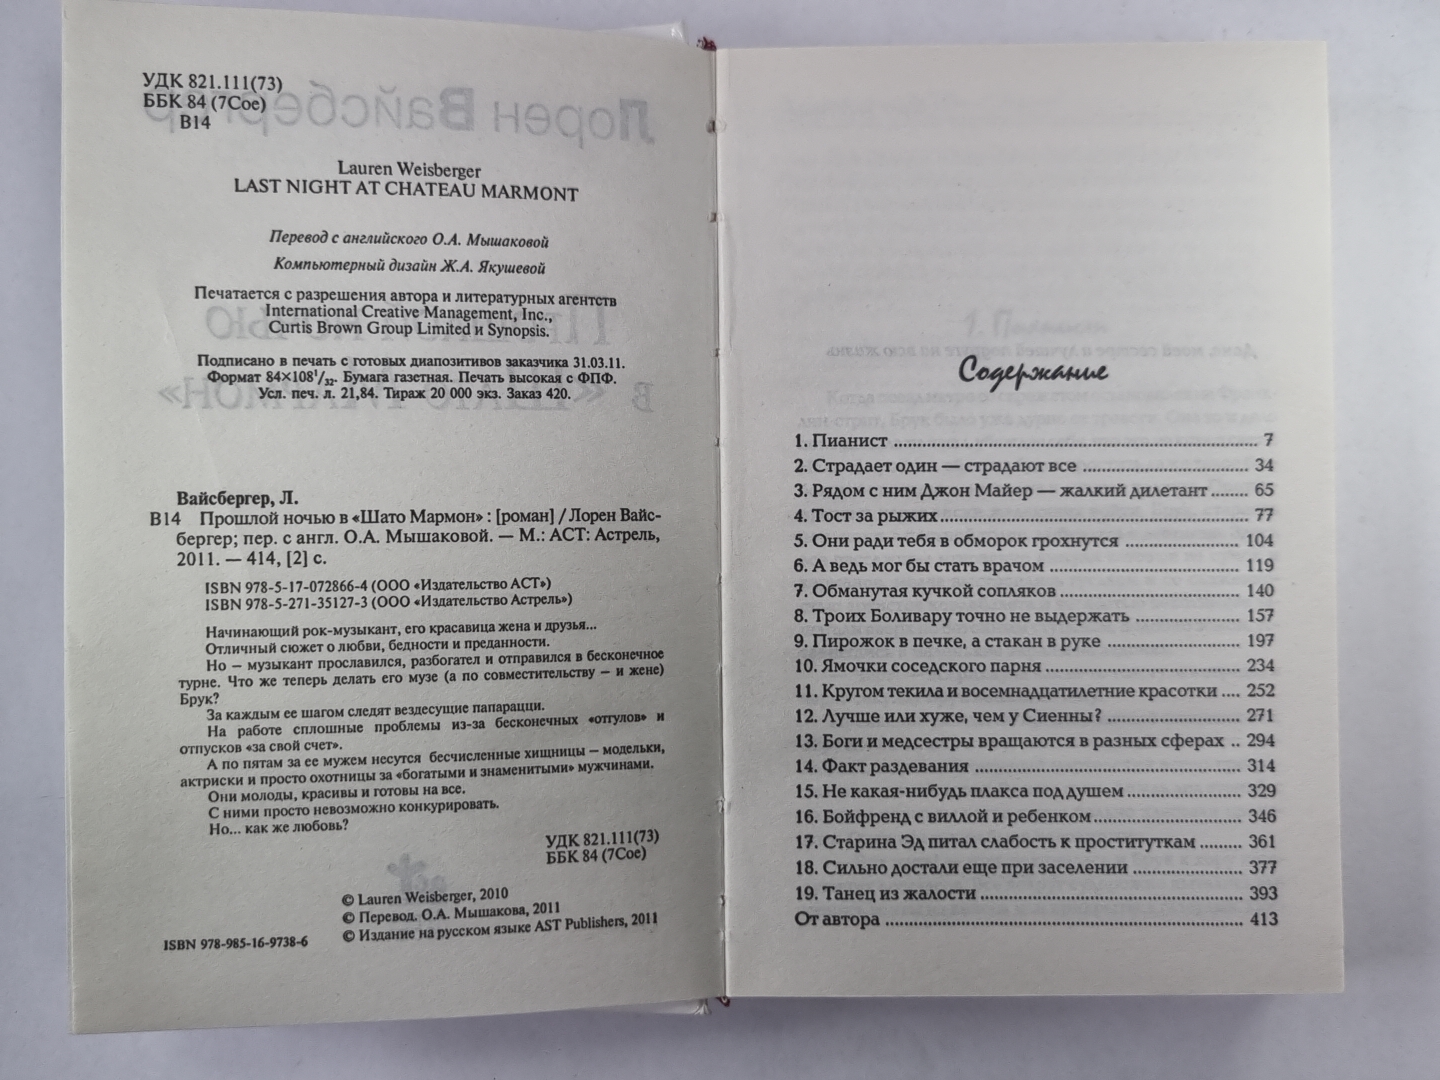 УДК 821.111(73)
ББК 84 (7Сое)
В14
Lauren Weisberger
LAST NIGHT AT CHATEAU MARMONT
Перевод с английского О.А. Мышаковой
Компьютерный дизайн Ж.А. Якушевой
Печатается с разрешения автора и литературных агентств
International Creative Management, Inc.,
Curtis Brown Group Limited и Synopsis.
Подписано в печать с готовых диапозитивов заказчика 31.03.11.
Формат 84×108 1/32. Бумага газетная. Печать высокая с ФПФ.
Усл. печ. л. 21,84. Тираж 20 000 экз. Заказ 420.
Вайсбергер, Л.
В14 Прошлой ночью в «Шато Мармон» : [роман] / Лорен Вайс-
бергер; пер. с англ. О.А. Мышаковой. — М.: АСТ: Астрель,
2011. — 414, [2] с.
ISBN 978-5-17-072866-4 (ООО «Издательство АСТ»)
ISBN 978-5-271-35127-3 (ООО «Издательство Астрель»)
Начинающий рок-музыкант, его красавица жена и друзья...
Отличный сюжет о любви, бедности и преданности.
Но – музыкант прославился, разбогател и отправился в бесконечное
турне. Что же теперь делать его музе (а по совместительству – и жене)
Брук?
За каждым ее шагом следят вездесущие папарацци.
На работе сплошные проблемы из-за бесконечных «отгулов» и
отпусков «за свой счет».
А по пятам за ее мужем несутся бесчисленные хищницы – модельки,
актриски и просто охотницы за «богатыми и знаменитыми» мужчинами.
Они молоды, красивы и готовы на все.
С ними просто невозможно конкурировать.
Но... как же любовь?
УДК 821.111(73)
ББК 84 (7Сое)
© Lauren Weisberger, 2010
© Перевод. О.А. Мышакова, 2011
ISBN 978-985-16-9738-6 © Издание на русском языке AST Publishers, 2011
Содержание
1. Пианист ........ 7
2. Страдает один — страдают все ........ 34
3. Рядом с ним Джон Майер — жалкий дилетант ........ 65
4. Тост за рыжих ........ 77
5. Они ради тебя в обморок грохнутся ........ 104
6. А ведь мог бы стать врачом ........ 119
7. Обманутая кучкой сопляков ........ 140
8. Троих Боливару точно не выдержать ........ 157
9. Пирожок в печке, а стакан в руке ........ 197
10. Ямочки соседского парня ........ 234
11. Кругом текила и восемнадцатилетние красотки .... 252
12. Лучше или хуже, чем у Сиенны? ........ 271
13. Боги и медсестры вращаются в разных сферах .. 294
14. Факт раздевания ........ 314
15. Не какая-нибудь плакса под душем ........ 329
16. Бойфренд с виллой и ребенком ........ 346
17. Старина Эд питал слабость к проституткам ........ 361
18. Сильно достали еще при заселении ........ 377
19. Танец из жалости ........ 393
От автора ........ 413